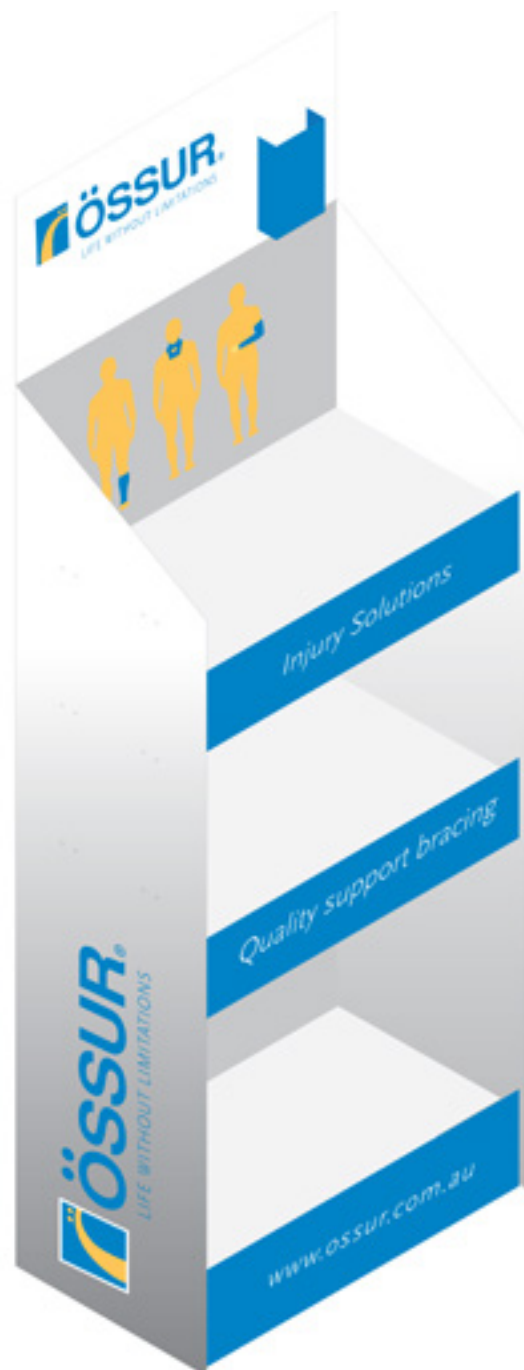 ÖSSUR®
LIFE WITHOUT LIMITATIONS
Injury Solutions
Quality support bracing
www.ossur.com.au
ÖSSUR®
LIFE WITHOUT LIMITATIONS